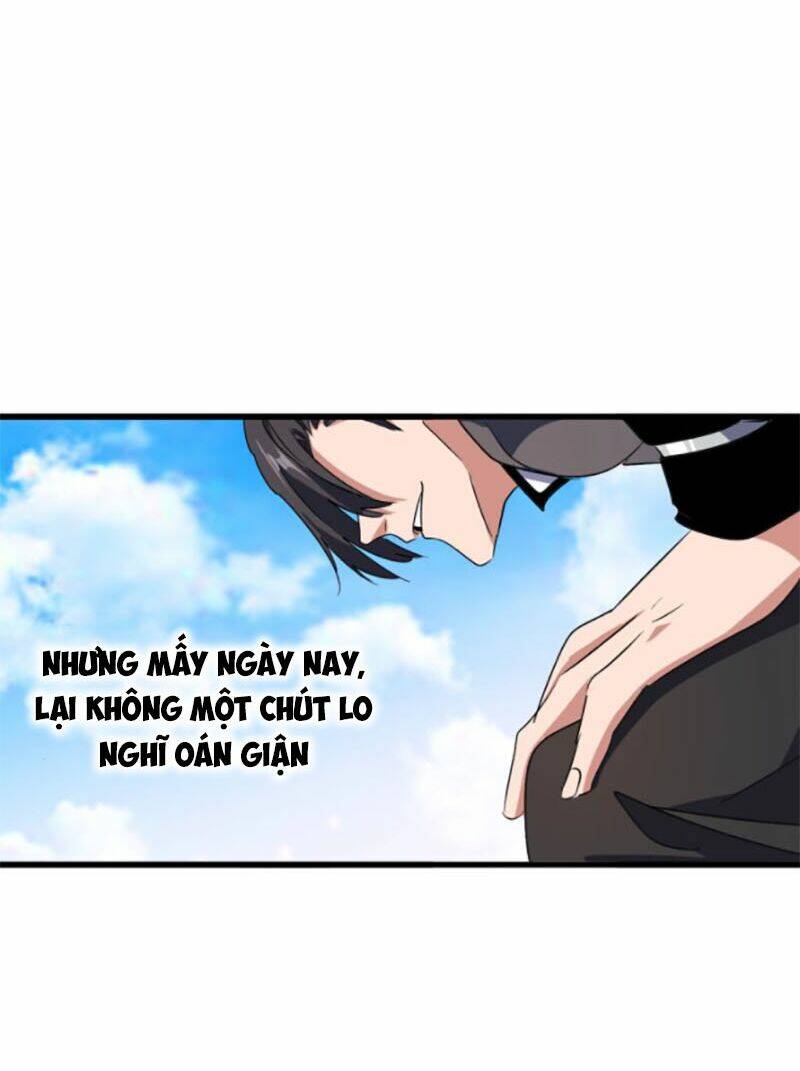 NHƯNG MẤY NGÀY NAY,
LẠI KHÔNG MỘT CHÚT LO
NGHĨ OÁN GIẬN